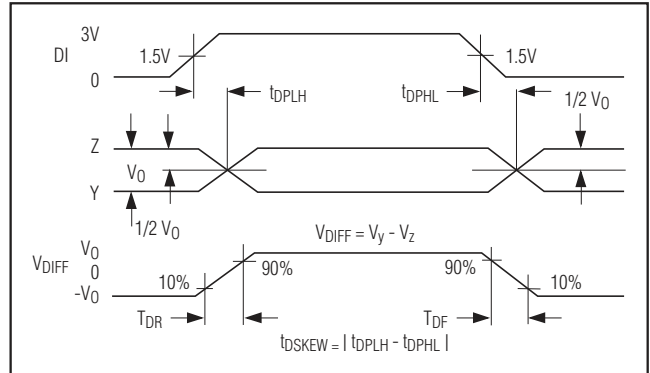 3V
DI 1.5V 1.5V
0
tDPLH tDPHL 1/2 VO
Z
VO
Y
1/2 VO
VDIFF = Vy - Vz
VO
VDIFF 0 90% 90%
-VO 10% 10%
TDR TDF
tDSKEW = | tDPLH - tDPHL |